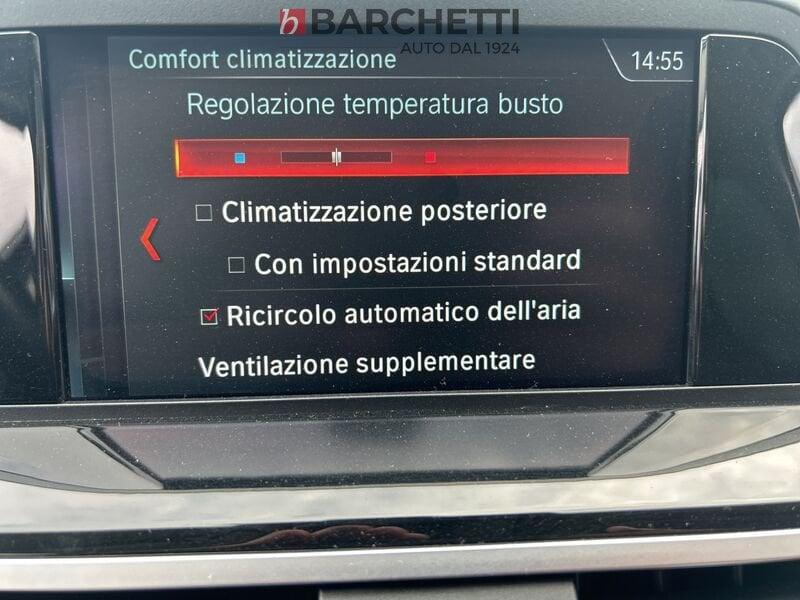 b BARCHETTI
AUTO DAL 1924
Comfort climatizzazione 14:55
Regolazione temperatura busto
Climatizzazione posteriore
Con impostazioni standard
Ricircolo automatico dell'aria
Ventilazione supplementare